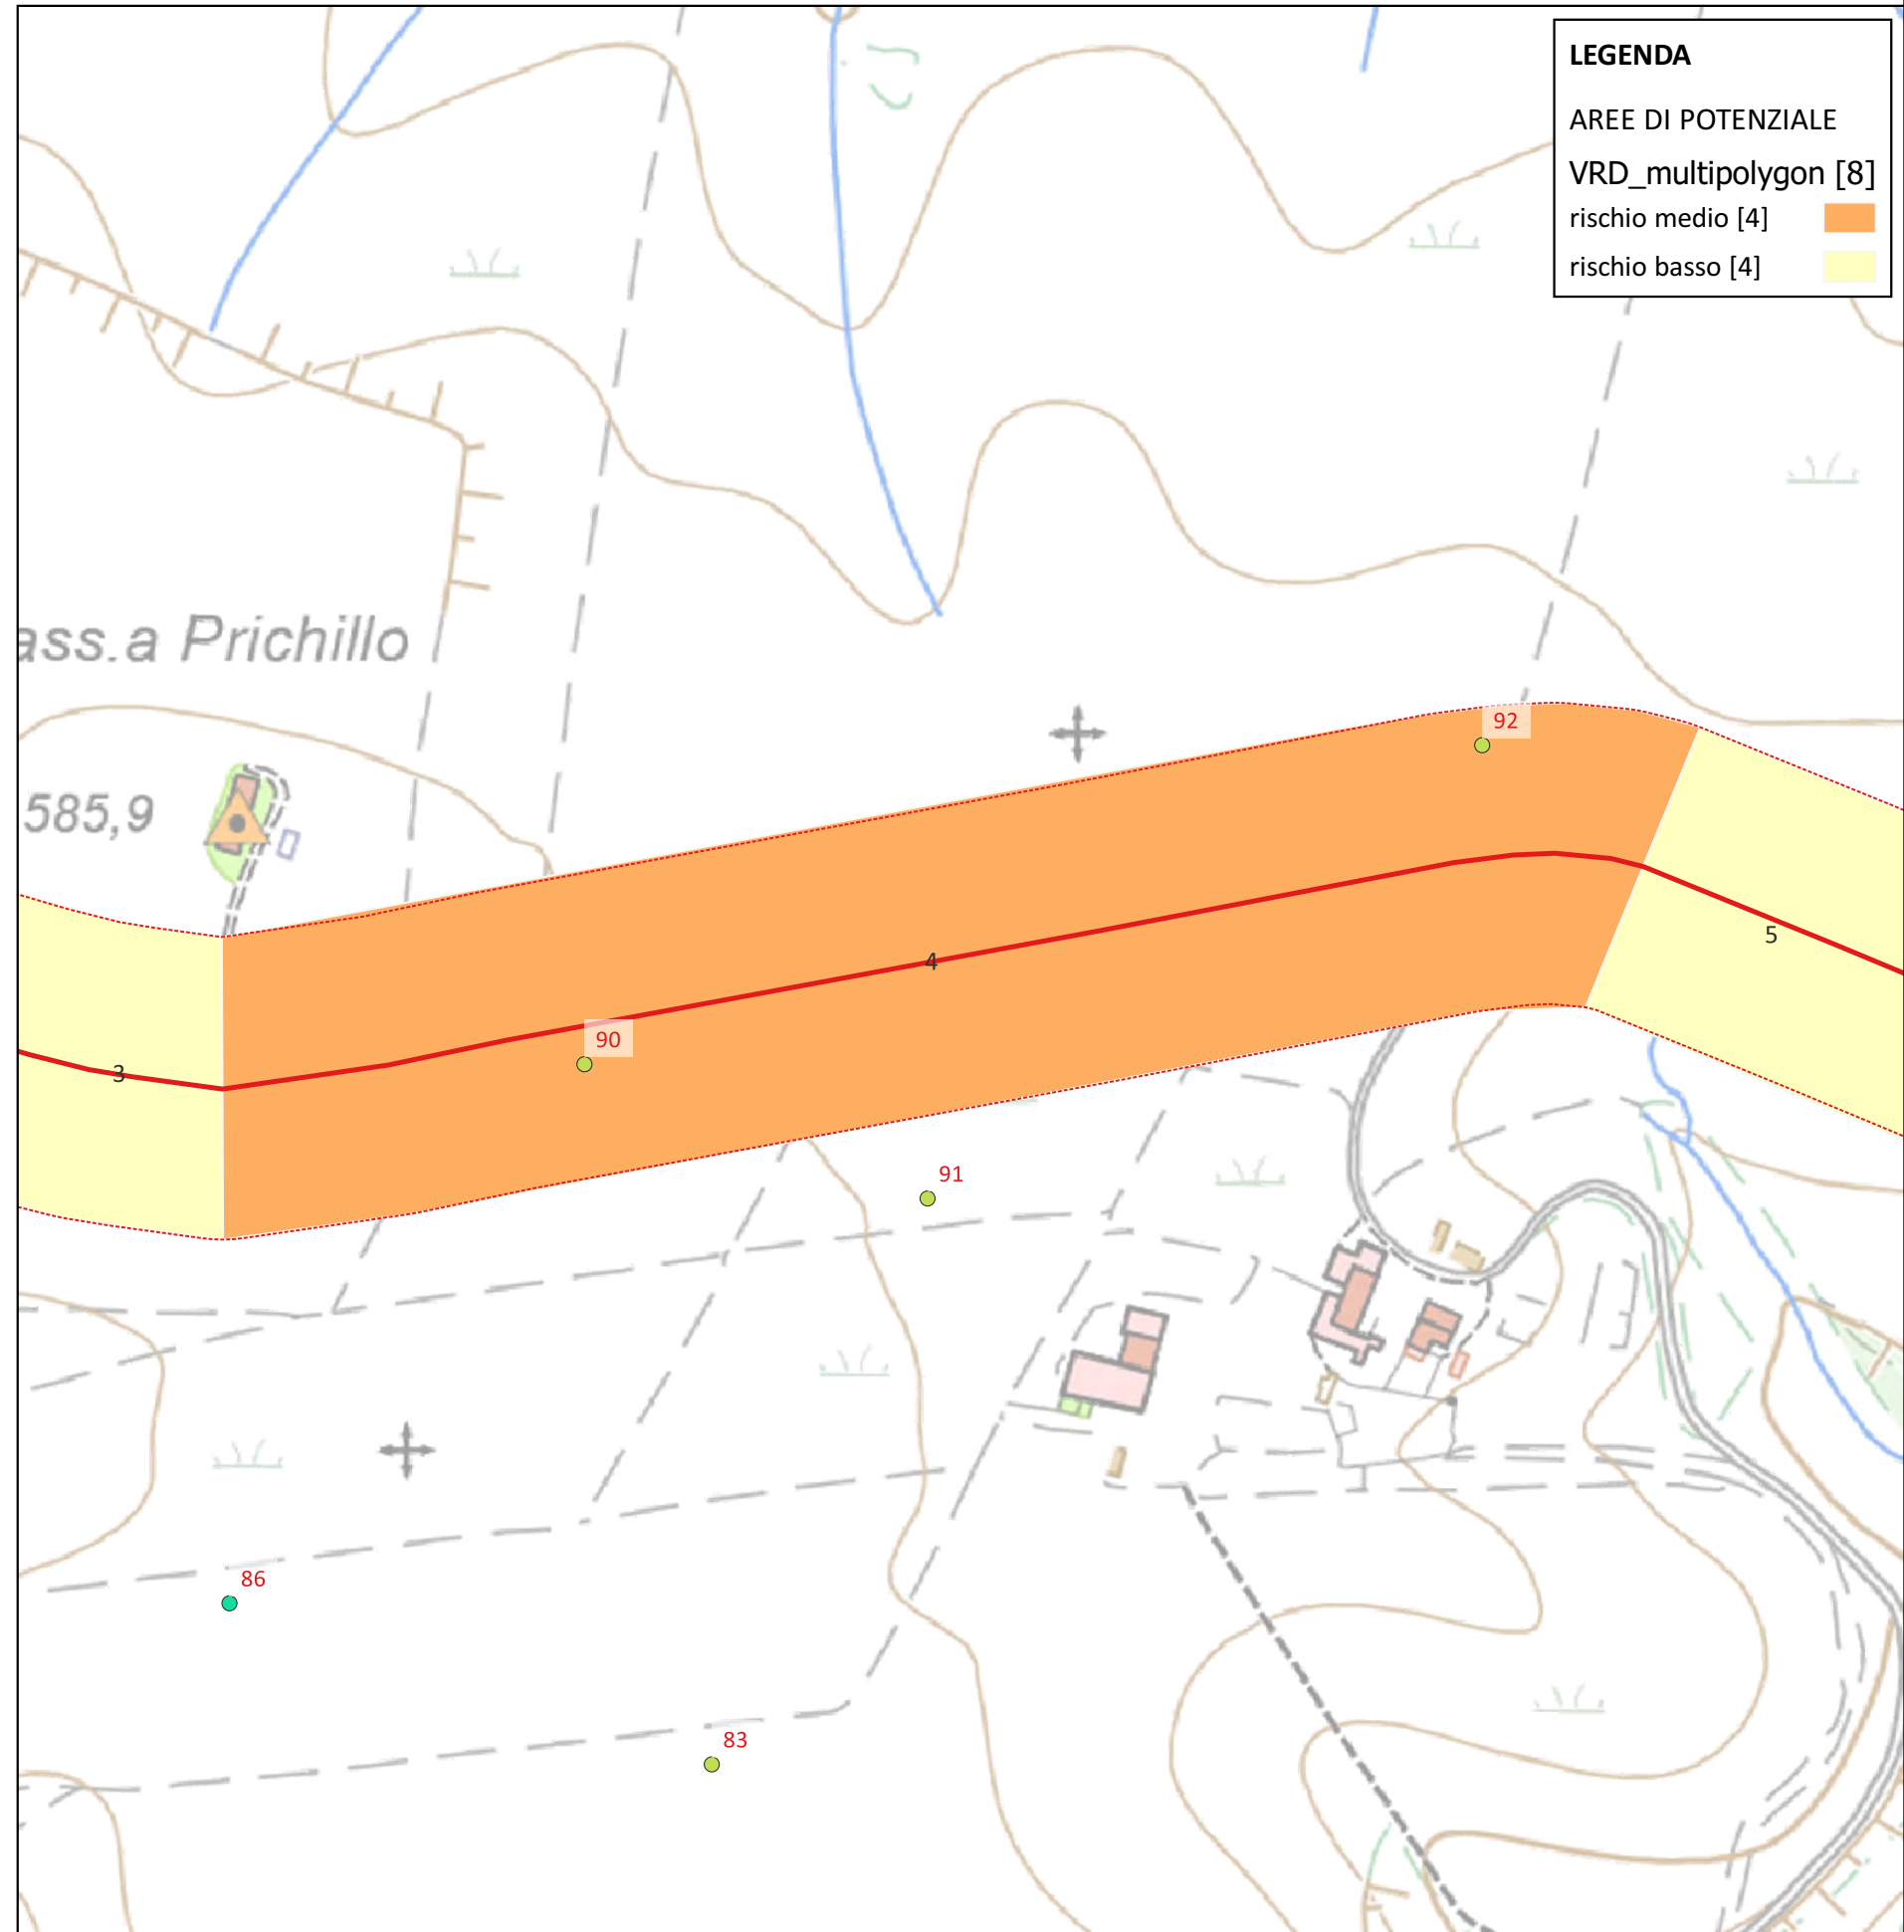 LEGENDA
AREE DI POTENZIALE
VRD_multipolygon [8]
rischio medio [4]
rischio basso [4]
ass.a Prichillo
92
585,9
5
4
90
3
91
86
83